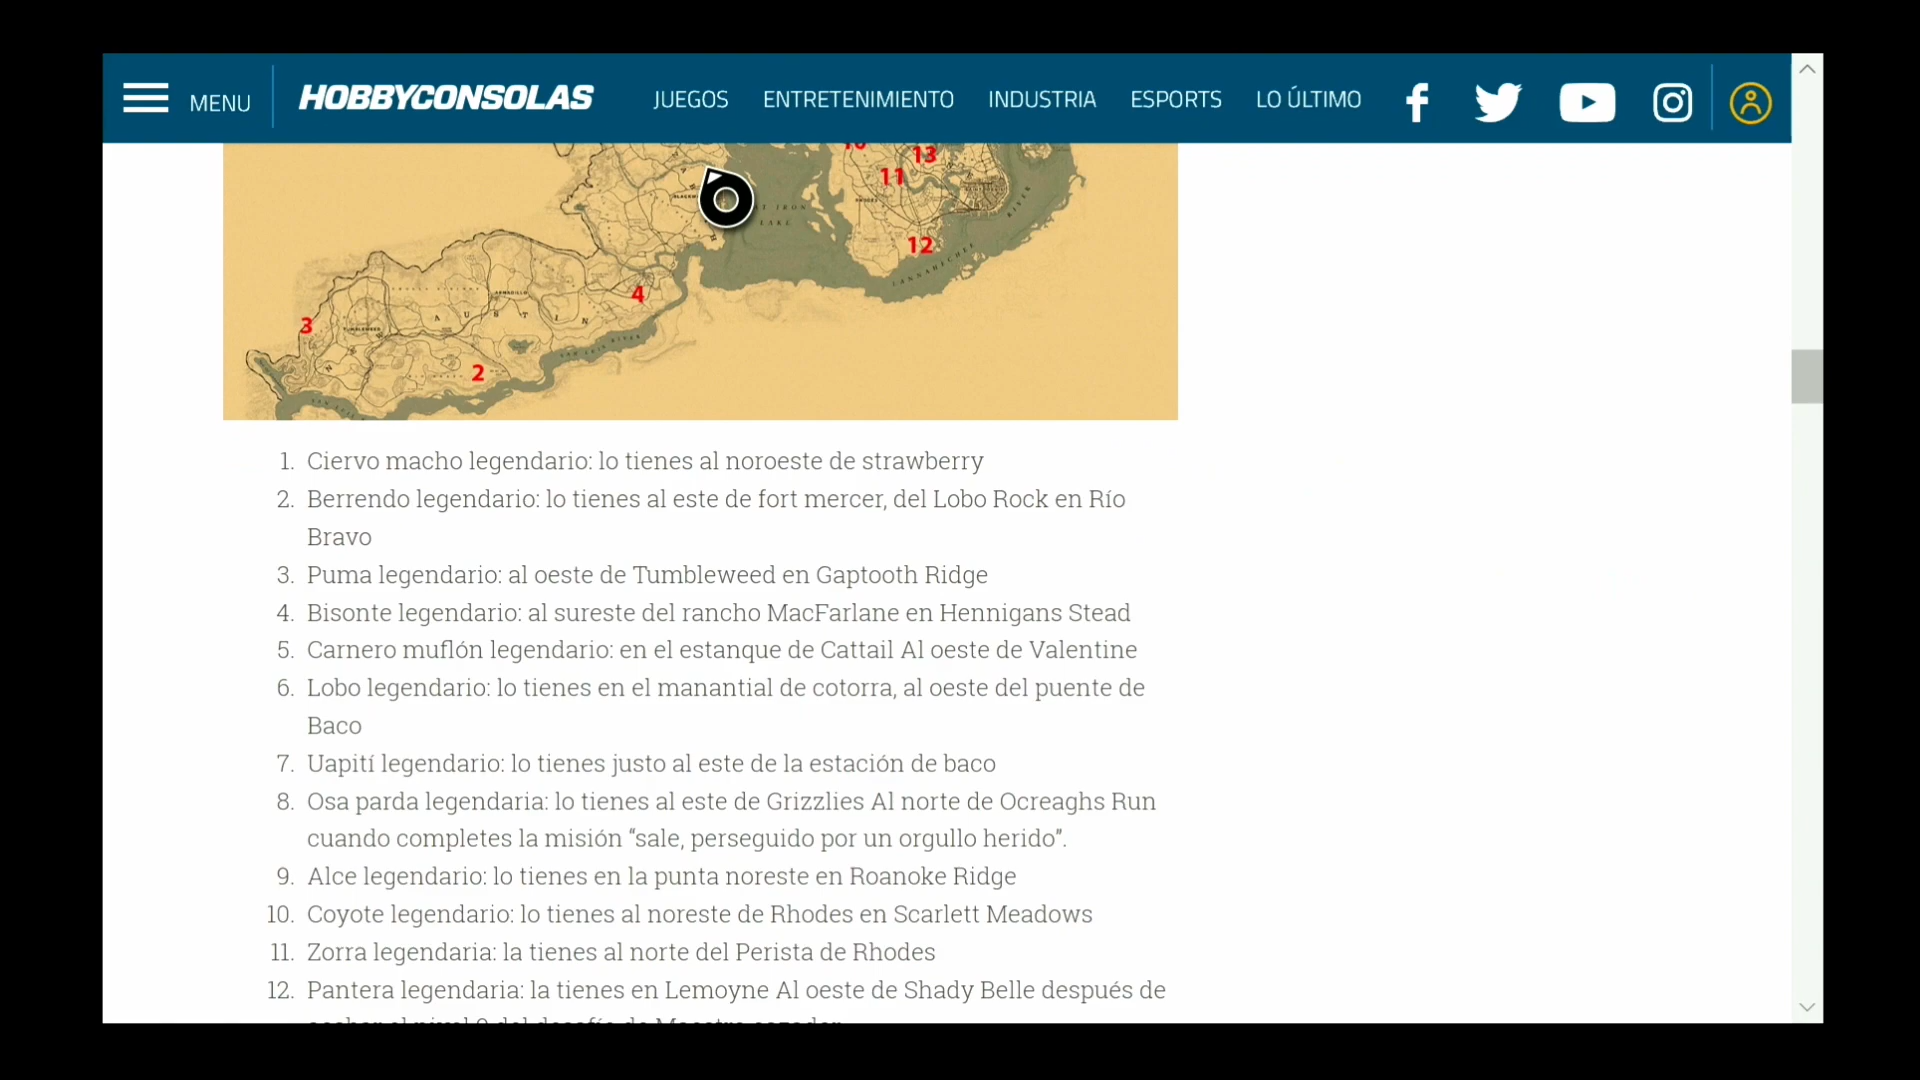 MENU
HOBBYCONSOLAS
JUEGOS
ENTRETENIMIENTO
INDUSTRIA
ESPORTS
LO ÚLTIMO
13
11
12
4
3
2
1. Ciervo macho legendario: lo tienes al noroeste de strawberry
2. Berrendo legendario: lo tienes al este de fort mercer, del Lobo Rock en Río
Bravo
3. Puma legendario: al oeste de Tumbleweed en Gaptooth Ridge
4. Bisonte legendario: al sureste del rancho MacFarlane en Hennigans Stead
5. Carnero muflón legendario: en el estanque de Cattail Al oeste de Valentine
6. Lobo legendario: lo tienes en el manantial de cotorra, al oeste del puente de
Baco
7. Uapití legendario: lo tienes justo al este de la estación de baco
8. Osa parda legendaria: lo tienes al este de Grizzlies Al norte de Ocreaghs Run
cuando completes la misión “sale, perseguido por un orgullo herido”.
9. Alce legendario: lo tienes en la punta noreste en Roanoke Ridge
10. Coyote legendario: lo tienes al noreste de Rhodes en Scarlett Meadows
11. Zorra legendaria: la tienes al norte del Perista de Rhodes
12. Pantera legendaria: la tienes en Lemoyne Al oeste de Shady Belle después de